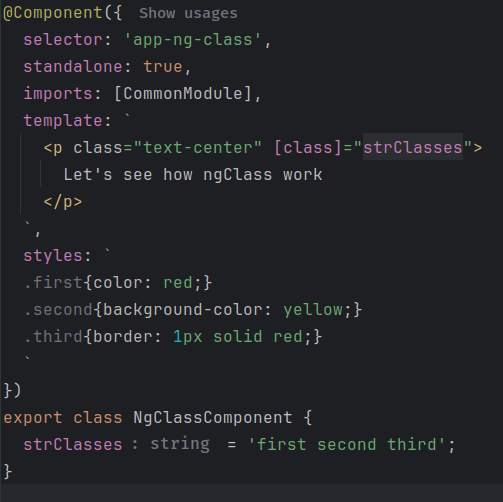 @Component({ Show usages
  selector: 'app-ng-class',
  standalone: true,
  imports: [CommonModule],
  template: `
    <p class="text-center" [class]="strClasses">
      Let's see how ngClass work
    </p>
  `,
  styles: `
  .first{color: red;}
  .second{background-color: yellow;}
  .third{border: 1px solid red;}
  `
})
export class NgClassComponent {
  strClasses : string = 'first second third';
}